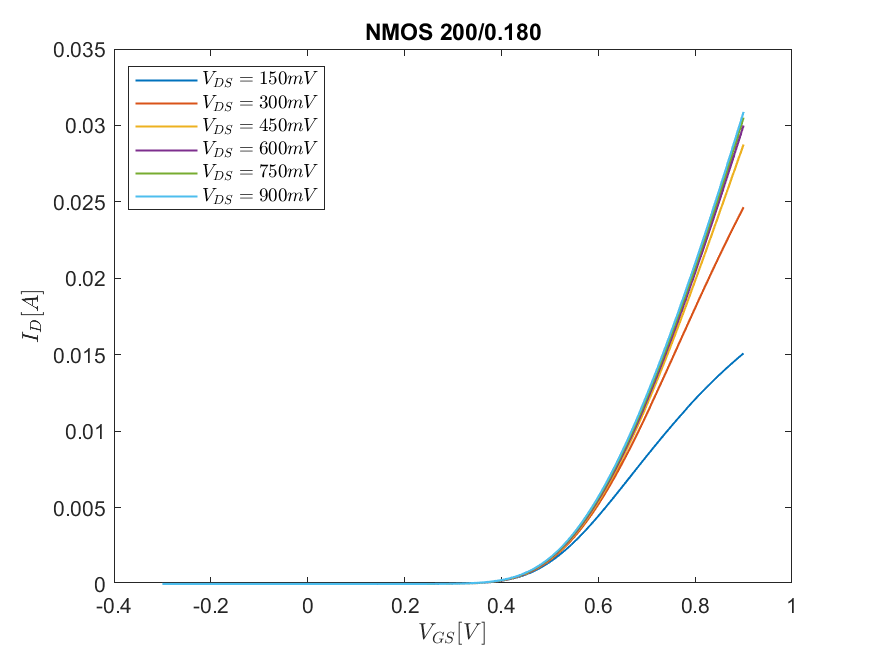 NMOS 200/0.180
0.035
0.03
0.025
0.02
0.015
0.01
0.005
0
V_DS = 150mV
V_DS = 300mV
V_DS = 450mV
V_DS = 600mV
V_DS = 750mV
V_DS = 900mV
I_D[A]
-0.4 -0.2 0 0.2 0.4 0.6 0.8 1
V_GS[V]